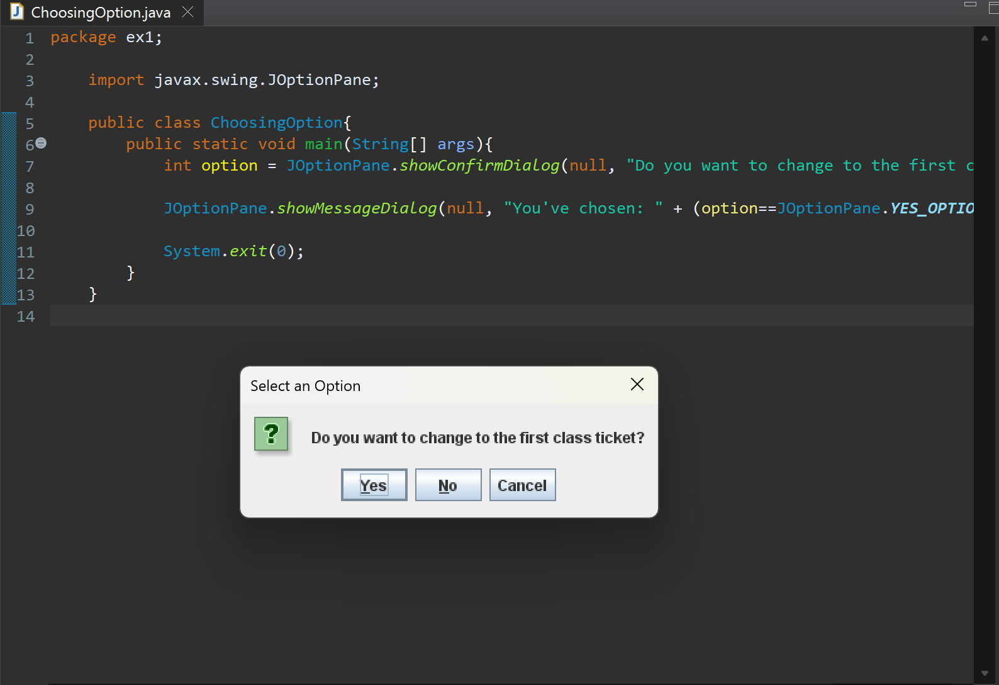 ChoosingOption.java
1 package ex1;
2
3 import javax.swing.JOptionPane;
4
5 public class ChoosingOption{
6 public static void main(String[] args){
7 int option = JOptionPane.showConfirmDialog(null, "Do you want to change to the first c
8
9 JOptionPane.showMessageDialog(null, "You've chosen: " + (option==JOptionPane.YES_OPTIO
10
11 System.exit(0);
12 }
13 }
14
Select an Option
? Do you want to change to the first class ticket?
Yes No Cancel